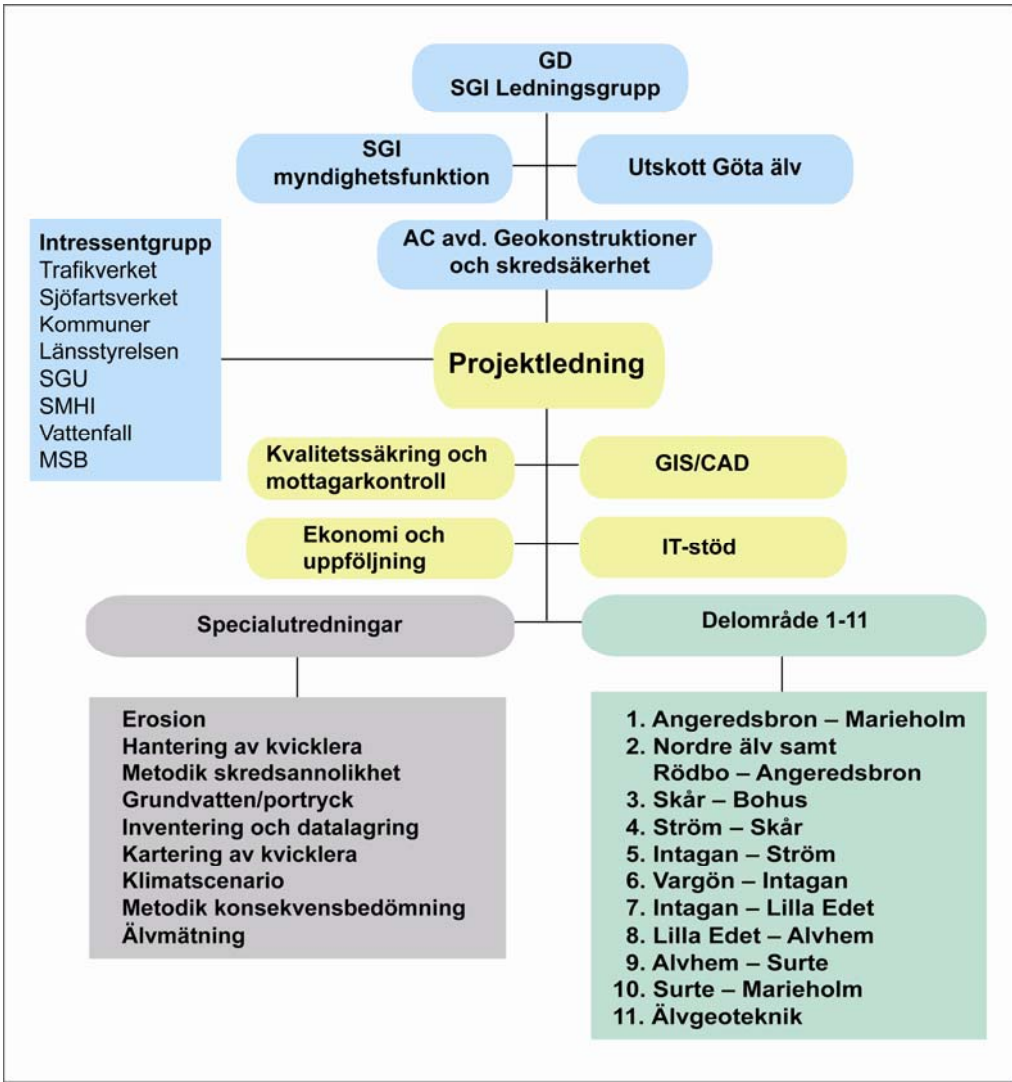 GD
SGI Ledningsgrupp
SGI
myndighetsfunktion
Utskott Göta älv
AC avd. Geokonstruktioner
och skredsäkerhet
Intressentgrupp
Trafikverket
Sjöfartsverket
Kommuner
Länsstyrelsen
SGU
SMHI
Vattenfall
MSB
Projektledning
Kvalitetssäkring och
mottagarkontroll
GIS/CAD
Ekonomi och
uppföljning
IT-stöd
Specialutredningar
Delområde 1-11
Erosion
Hantering av kvicklera
Metodik skredsannolikhet
Grundvatten/portryck
Inventering och datalagring
Kartering av kvicklera
Klimatscenario
Metodik konsekvensbedömning
Älvmätning
1. Angeredsbron – Marieholm
2. Nordre älv samt
Rödbo – Angeredsbron
3. Skår – Bohus
4. Ström – Skår
5. Intagan – Ström
6. Vargön – Intagan
7. Intagan – Lilla Edet
8. Lilla Edet – Alvhem
9. Alvhem – Surte
10. Surte – Marieholm
11. Älvgeoteknik